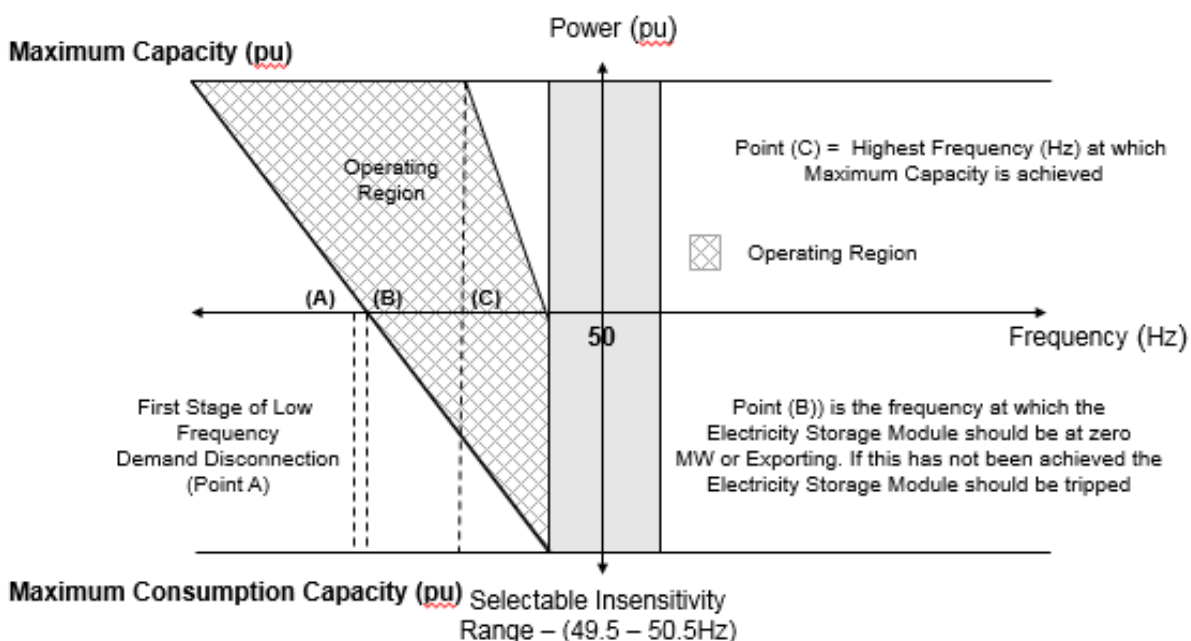 Power (pu)
Maximum Capacity (pu)
Operating
Region
Point (C) =  Highest Frequency (Hz) at which
Maximum Capacity is achieved
Operating Region
(A)
(B)
(C)
50
Frequency (Hz)
First Stage of Low
Frequency
Demand Disconnection
(Point A)
Point (B)) is the frequency at which the
Electricity Storage Module should be at zero
MW or Exporting. If this has not been achieved the
Electricity Storage Module should be tripped
Maximum Consumption Capacity (pu)
Selectable Insensitivity
Range – (49.5 – 50.5Hz)